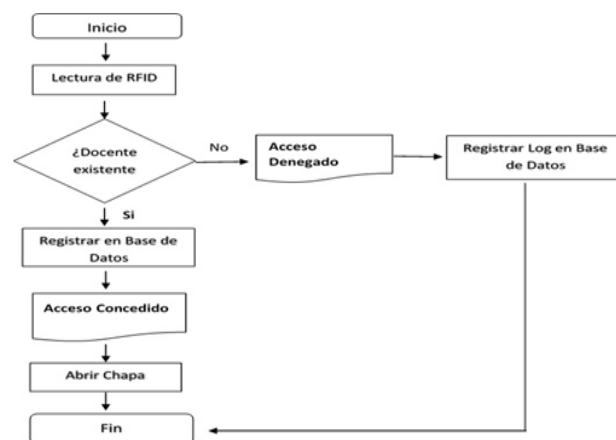 Inicio
Lectura de RFID
¿Docente
existente
No
Acceso
Denegado
Registrar Log en Base
de Datos
Si
Registrar en Base de
Datos
Acceso Concedido
Abrir Chapa
Fin